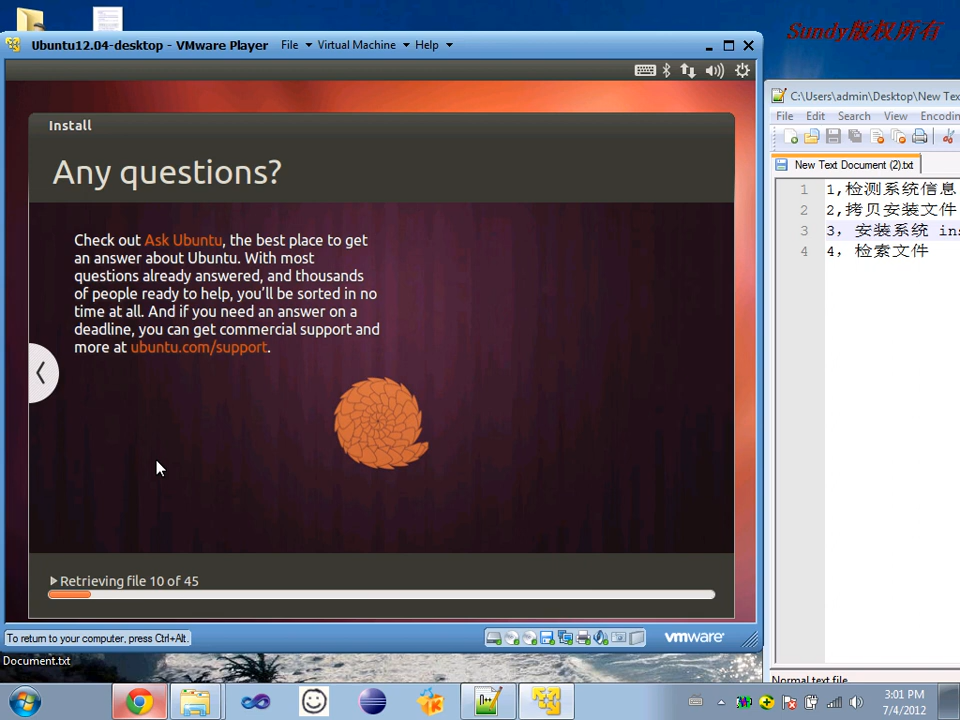 Sundy版权所有
Ubuntu12.04-desktop - VMware Player File Virtual Machine Help
Install
Any questions?
Check out Ask Ubuntu, the best place to get
an answer about Ubuntu. With most
questions already answered, and thousands
of people ready to help, you'll be sorted in no
time at all. And if you need an answer on a
deadline, you can get commercial support and
more at ubuntu.com/support.
Retrieving file 10 of 45
To return to your computer, press Ctrl+Alt.
vmware
Document.txt
C:\Users\admin\Desktop\New Tex
File Edit Search View Encodin
New Text Document (2).txt
1 1,检测系统信息
2 2,拷贝安装文件
3 3, 安装系统 ins
4 4, 检素文件
Normal text file
N++
3:01 PM
7/4/2012